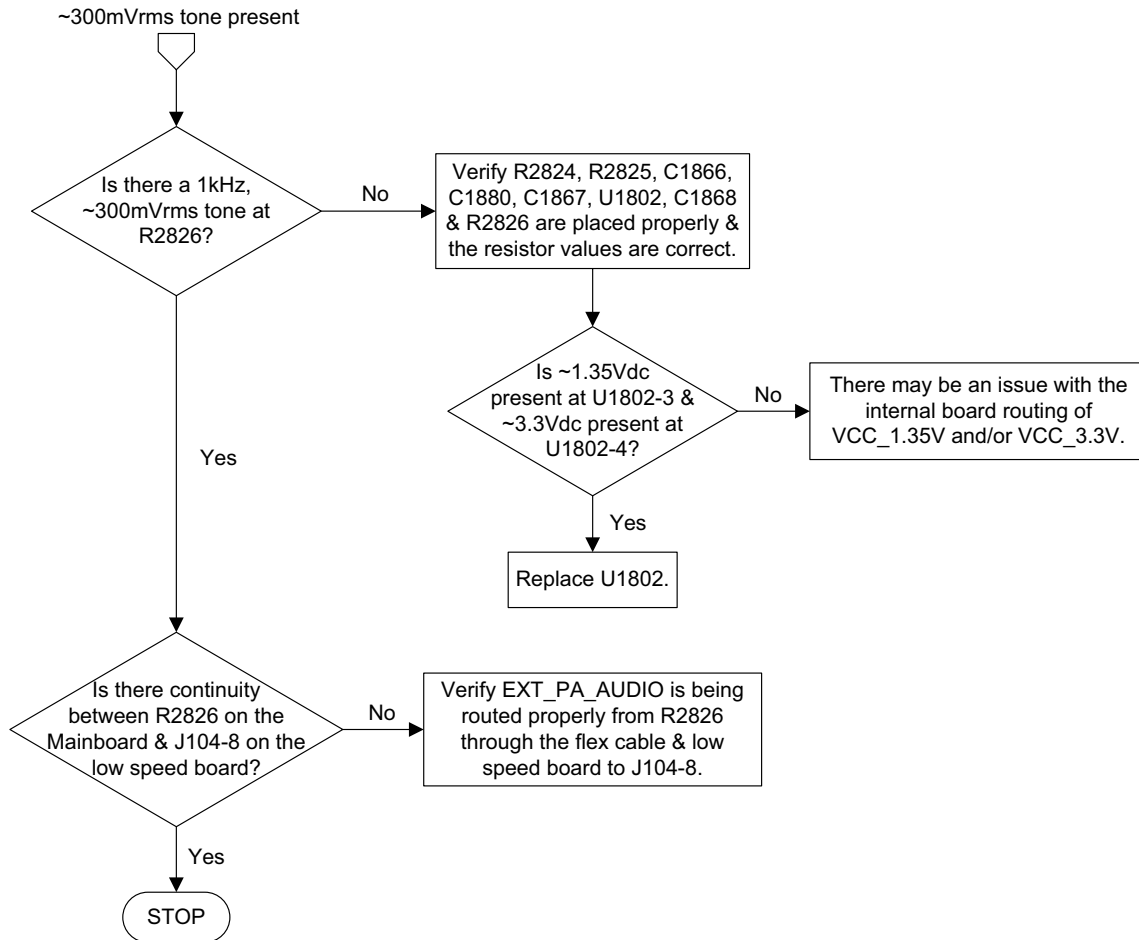 ~300mVrms tone present
Is there a 1kHz,
~300mVrms tone at
R2826?
No
Verify R2824, R2825, C1866,
C1880, C1867, U1802, C1868
& R2826 are placed properly &
the resistor values are correct.
Is ~1.35Vdc
present at U1802-3 &
~3.3Vdc present at
U1802-4?
No
There may be an issue with the
internal board routing of
VCC_1.35V and/or VCC_3.3V.
Yes
Replace U1802.
Yes
Is there continuity
between R2826 on the
Mainboard & J104-8 on the
low speed board?
No
Verify EXT_PA_AUDIO is being
routed properly from R2826
through the flex cable & low
speed board to J104-8.
Yes
STOP